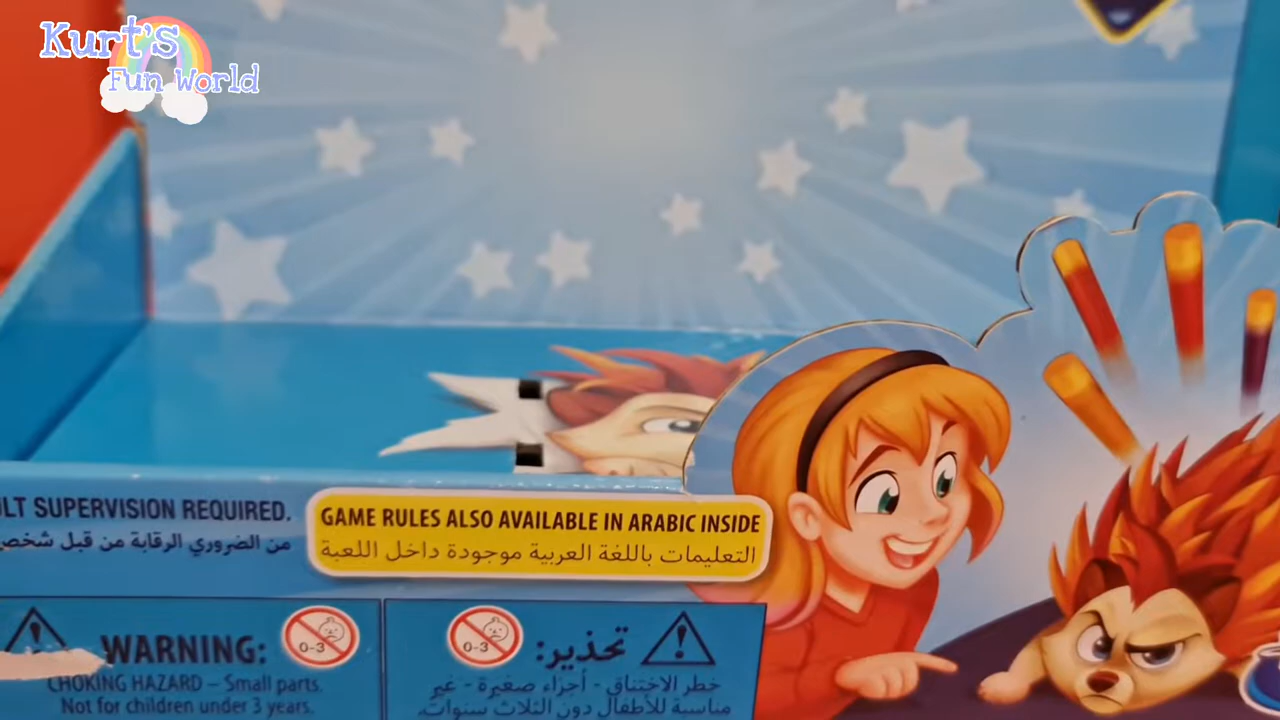 Kurt's
Fun World
SUPERVISION REQUIRED.
من الضروري الرقابة من قبل شخص
GAME RULES ALSO AVAILABLE IN ARABIC INSIDE
التعليمات باللغة العربية موجودة داخل اللعبة
WARNING:
0-3
CHOKING HAZARD – Small parts.
Not for children under 3 years.
تحذير:
0-3
خطر الاختناق - أجزاء صغيرة - غير
مناسبة للأطفال دون الثلاث سنوات.